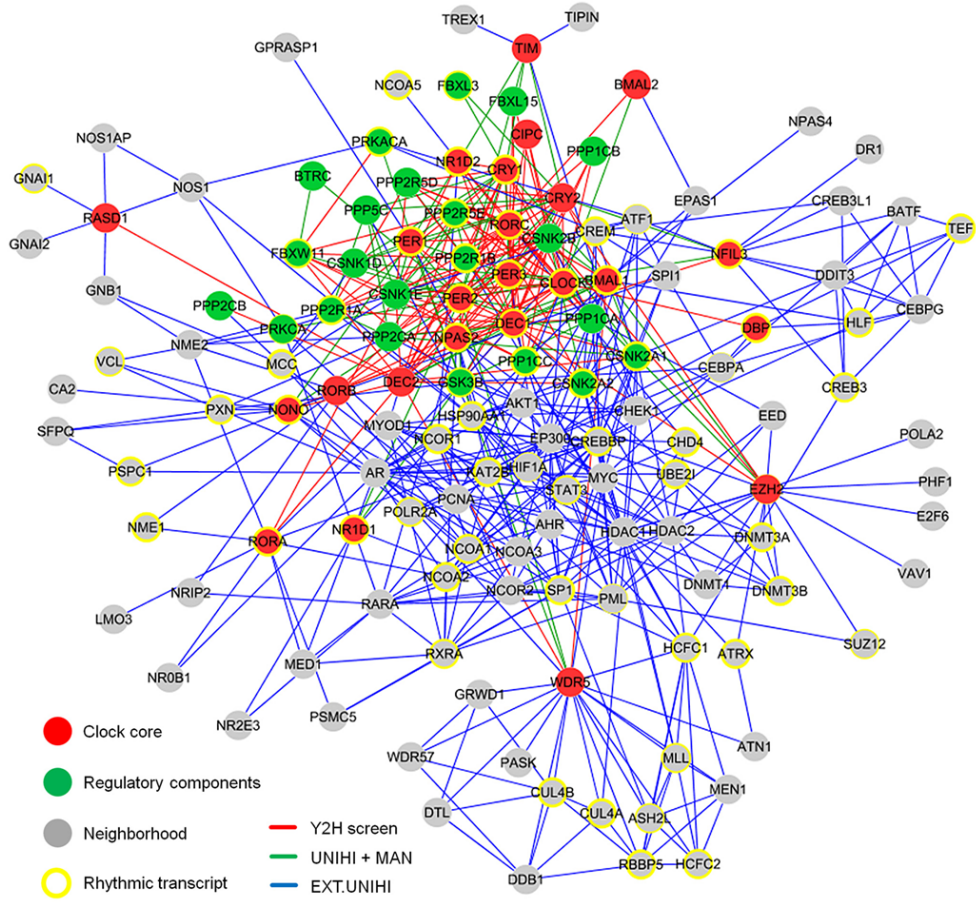 TREX1
TIPIN
GPRASP1
TIM
NCOA5
FBXL3
BMAL2
FBXL15
NPAS4
NOS1AP
PRKACA
CIPC
PPP1CB
DR1
GNAI1
NOS1
BTRC
PPP2R5D
NR1D2
CRY1
CRY2
EPAS1
CREB3L1
BATF
TEF
RASD1
PPP5C
PPP2R5E
RORC
CSNK2B
CREM
ATF1
GNAI2
FBXW11
PER1
NFIL3
CSNK1D
PPP2R1B
PER3
CLOCK
BMAL1
SPI1
DDIT3
GNB1
CSNK1E
PER2
PPP2CB
PPP2R1A
PRKCA
PPP2CA
NPAS2
DEC1
PPP1CA
DBP
HLF
CEBPG
NME2
VCL
MCC
PPP1CC
CSNK2A1
CEBPA
CA2
RORB
DEC2
GSK3B
CSNK2A2
CREB3
PXN
NONO
AKT1
CHEK1
EED
SFPQ
MYOD1
HSP90AA1
NCOR1
EP300
CREBBP
CHD4
POLA2
PSPC1
AR
KAT2B
HIF1A
MYC
UBE2I
EZH2
PHF1
STAT3
PCNA
POLR2A
E2F6
NME1
RORA
NR1D1
AHR
HDAC1
HDAC2
DNMT3A
NCOA1
NCOA3
NCOA2
VAV1
NRIP2
RARA
NCOR2
SP1
PML
DNMT1
DNMT3B
LMO3
SUZ12
MED1
RXRA
HCFC1
ATRX
NR0B1
WDR5
GRWD1
NR2E3
PSMC5
ATN1
WDR57
PASK
MLL
MEN1
CUL4B
DTL
CUL4A
ASH2L
RBBP5
HCFC2
DDB1
Clock core
Regulatory components
Neighborhood
Rhythmic transcript
Y2H screen
UNIHI + MAN
EXT.UNIHI